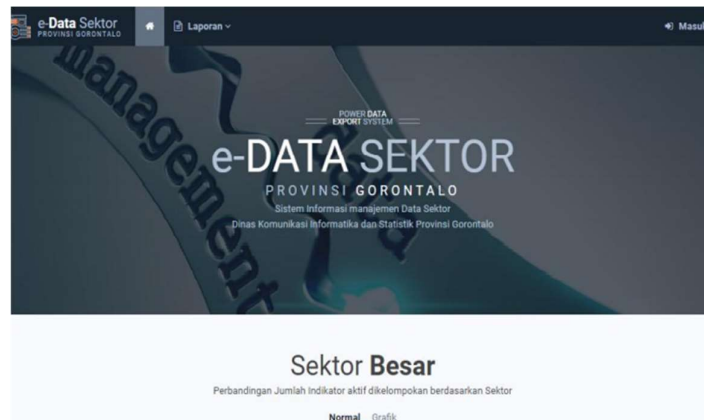 e-Data Sektor
PROVINSI GORONTALO
Laporan
Masuk
management
data
POWER DATA
EXPORT SYSTEM
e-DATA SEKTOR
PROVINSI GORONTALO
Sistem Informasi manajemen Data Sektor
Dinas Komunikasi Informatika dan Statistik Provinsi Gorontalo
Sektor Besar
Perbandingan Jumlah Indikator aktif dikelompokan berdasarkan Sektor
Normal Grafik